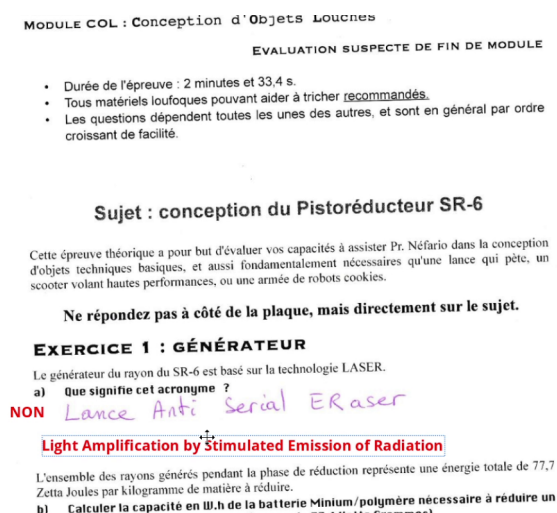 MODULE COL : Conception d'Objets Louches
EVALUATION SUSPECTE DE FIN DE MODULE
• Durée de l'épreuve : 2 minutes et 33,4 s.
• Tous matériels loufoques pouvant aider à tricher recommandés.
• Les questions dépendent toutes les unes des autres, et sont en général par ordre
croissant de facilité.
Sujet : conception du Pistoréducteur SR-6
Cette épreuve théorique a pour but d'évaluer vos capacités à assister Pr. Néfario dans la conception
d'objets techniques basiques, et aussi fondamentalement nécessaires qu'une lance qui pète, un
scooter volant hautes performances, ou une armée de robots cookies.
Ne répondez pas à côté de la plaque, mais directement sur le sujet.
EXERCICE 1 : GÉNÉRATEUR
Le générateur du rayon du SR-6 est basé sur la technologie LASER.
a) Que signifie cet acronyme ?
NON Lance Anti Serial ERaser
Light Amplification by Stimulated Emission of Radiation
L'ensemble des rayons générés pendant la phase de réduction représente une énergie totale de 77,7
Zetta Joules par kilogramme de matière à réduire.
b) Calculer la capacité en W.h de la batterie Minium/polymère nécessaire à réduire un